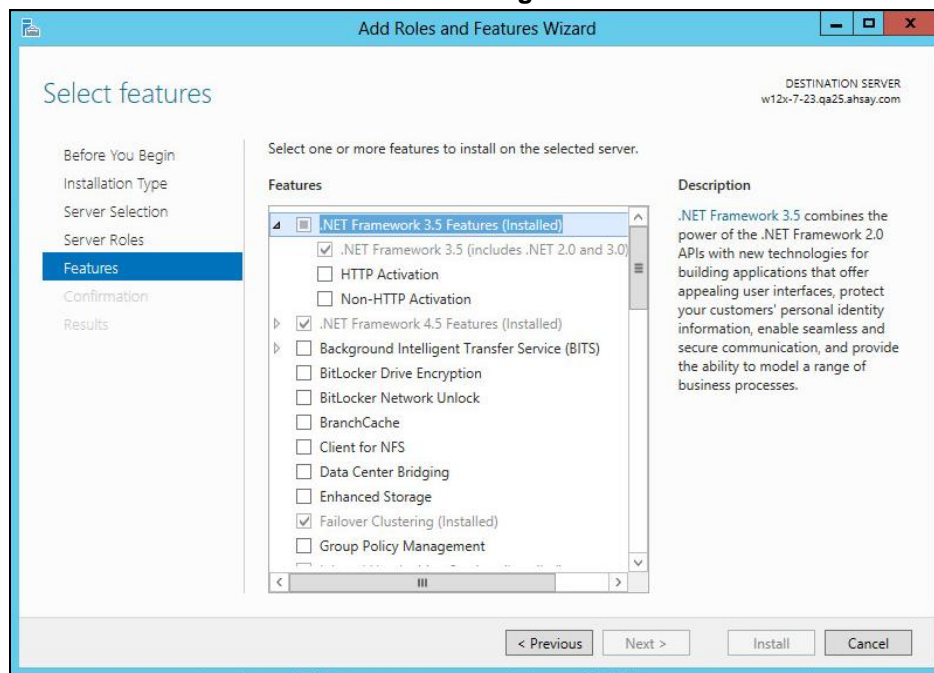 Add Roles and Features Wizard
Select features
DESTINATION SERVER
w12x-7-23.qa25.ahsay.com
Before You Begin
Installation Type
Server Selection
Server Roles
Features
Confirmation
Results
Select one or more features to install on the selected server.
Features
.NET Framework 3.5 Features (Installed)
.NET Framework 3.5 (includes .NET 2.0 and 3.0)
HTTP Activation
Non-HTTP Activation
.NET Framework 4.5 Features (Installed)
Background Intelligent Transfer Service (BITS)
BitLocker Drive Encryption
BitLocker Network Unlock
BranchCache
Client for NFS
Data Center Bridging
Enhanced Storage
Failover Clustering (Installed)
Group Policy Management
Description
.NET Framework 3.5 combines the
power of the .NET Framework 2.0
APIs with new technologies for
building applications that offer
appealing user interfaces, protect
your customers' personal identity
information, enable seamless and
secure communication, and provide
the ability to model a range of
business processes.
< Previous
Next >
Install
Cancel